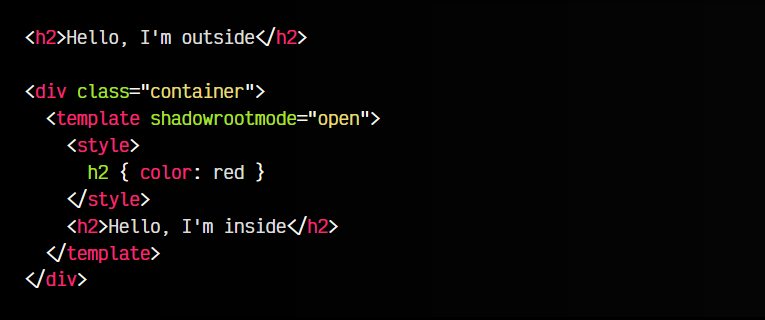 <h2>Hello, I'm outside</h2>
<div class="container">
<template shadowrootmode="open">
<style>
h2 { color: red }
</style>
<h2>Hello, I'm inside</h2>
</template>
</div>